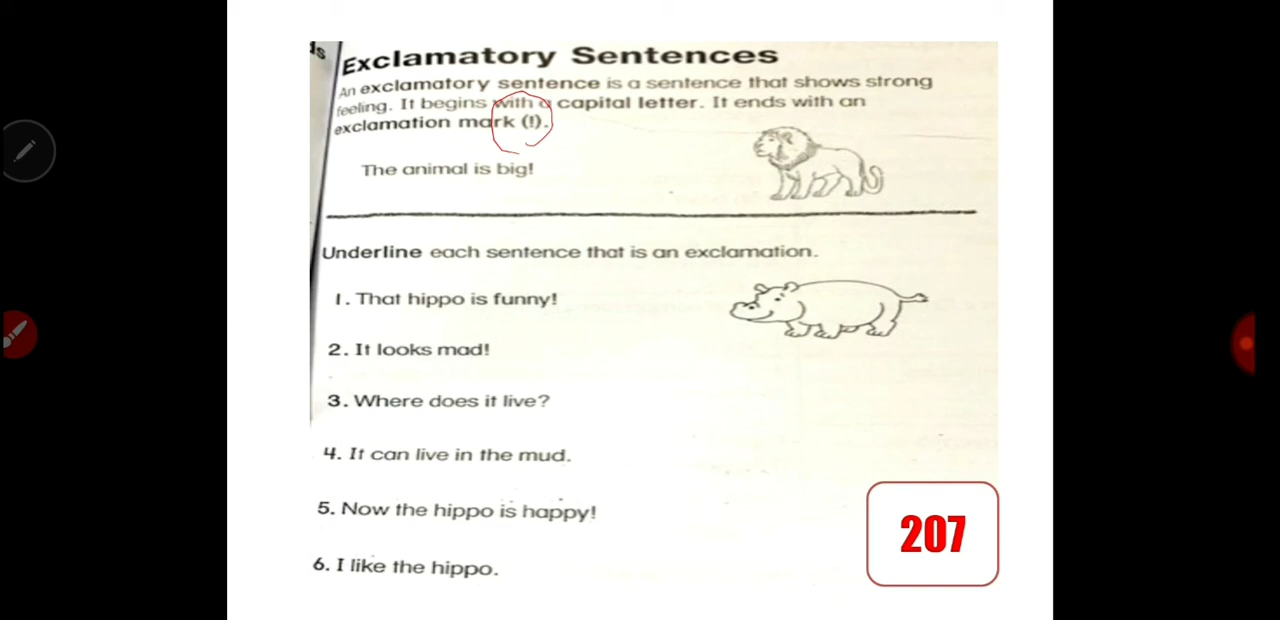 ds
Exclamatory Sentences
An exclamatory sentence is a sentence that shows strong
feeling. It begins with a capital letter. It ends with an
exclamation mark (!).
The animal is big!
Underline each sentence that is an exclamation.
1. That hippo is funny!
2. It looks mad!
3. Where does it live?
4. It can live in the mud.
5. Now the hippo is happy!
6. I like the hippo.
207